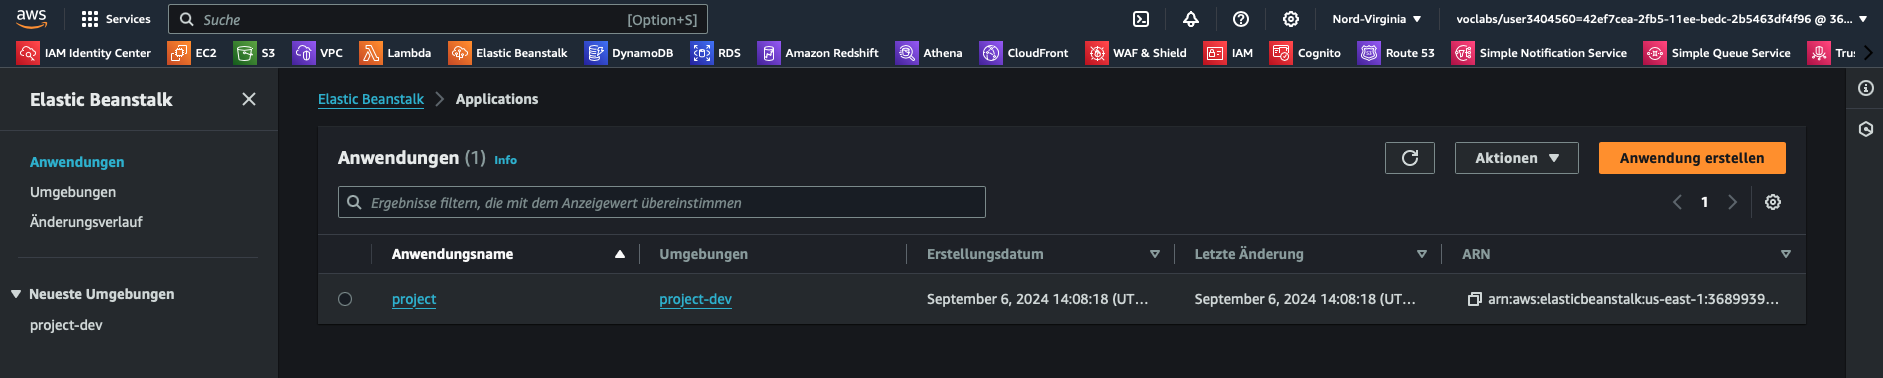 aws Services Suche [Option+S] Nord-Virginia voclabs/user3404560=42ef7cea-2fb5-11ee-bedc-2b5463df4f96 @ 36...
IAM Identity Center EC2 S3 VPC Lambda Elastic Beanstalk DynamoDB RDS Amazon Redshift Athena CloudFront WAF & Shield IAM Cognito Route 53 Simple Notification Service Simple Queue Service Trus
Elastic Beanstalk
Anwendungen
Umgebungen
Änderungsverlauf
Neueste Umgebungen
project-dev
Elastic Beanstalk Applications
Anwendungen (1) Info Aktionen Anwendung erstellen
Ergebnisse filtern, die mit dem Anzeigewert übereinstimmen 1
Anwendungsname Umgebungen Erstellungsdatum Letzte Änderung ARN
project project-dev September 6, 2024 14:08:18 (UT... September 6, 2024 14:08:18 (UT... arn:aws:elasticbeanstalk:us-east-1:3689939...